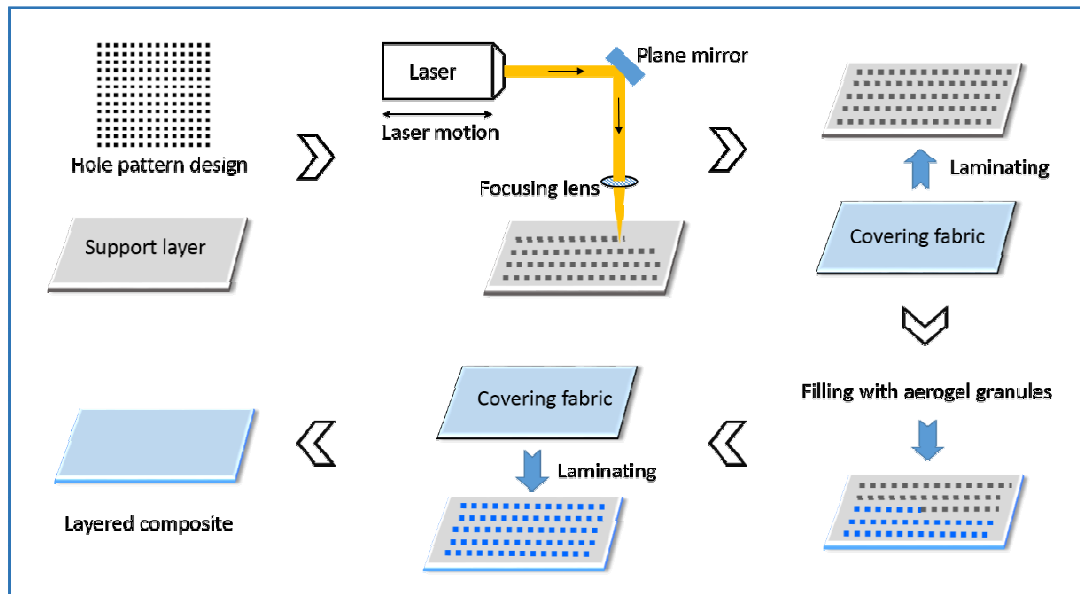 Hole pattern design
Support layer
Laser
Laser motion
Plane mirror
Focusing lens
Laminating
Covering fabric
Filling with aerogel granules
Covering fabric
Laminating
Layered composite